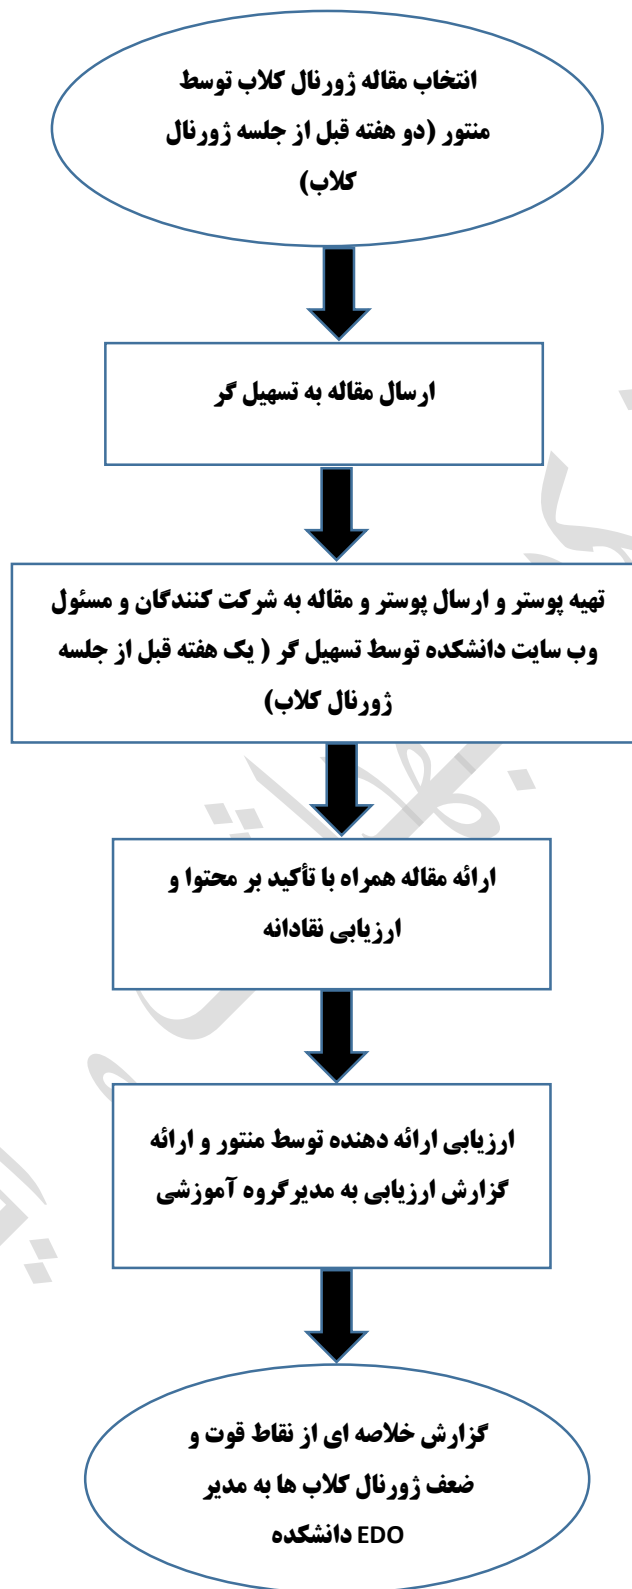 انتخاب مقاله ژورنال کلاب توسط
منتور (دو هفته قبل از جلسه ژورنال
کلاب)
ارسال مقاله به تسهیل گر
تهیه پوستر و ارسال پوستر و مقاله به شرکت کنندگان و مسئول
وب سایت دانشکده توسط تسهیل گر ( یک هفته قبل از جلسه
ژورنال کلاب)
ارائه مقاله همراه با تأکید بر محتوا و
ارزیابی نقادانه
ارزیابی ارائه دهنده توسط منتور و ارائه
گزارش ارزیابی به مدیرگروه آموزشی
گزارش خلاصه ای از نقاط قوت و
ضعف ژورنال کلاب ها به مدیر
EDO دانشکده